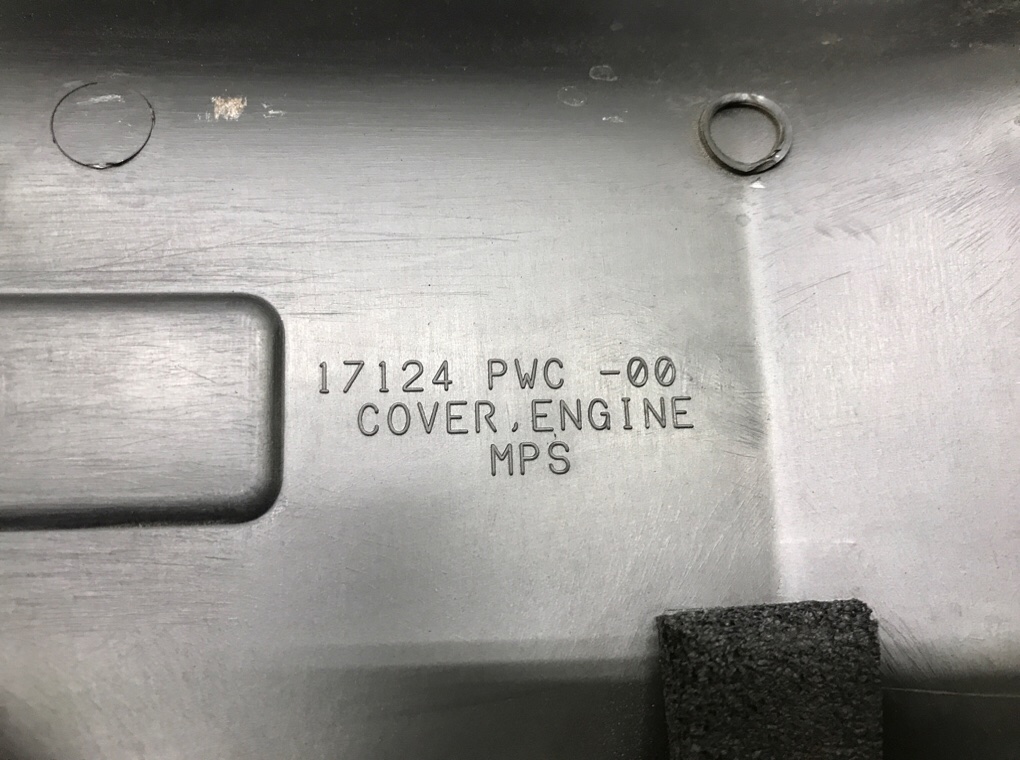 17124 PWC -00
COVER,ENGINE
MPS